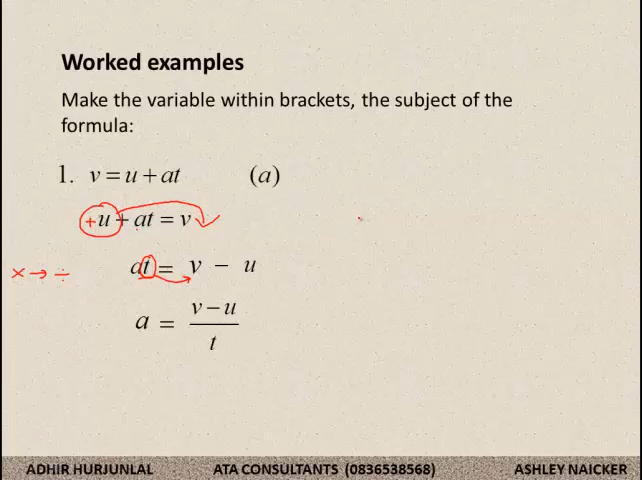 Worked examples
Make the variable within brackets, the subject of the
formula:
1. v = u + at (a)
+u + at = v
× → ÷ at = v − u
a = v − u / t
ADHIR HURJUNLAL ATA CONSULTANTS (0836538568) ASHLEY NAICKER